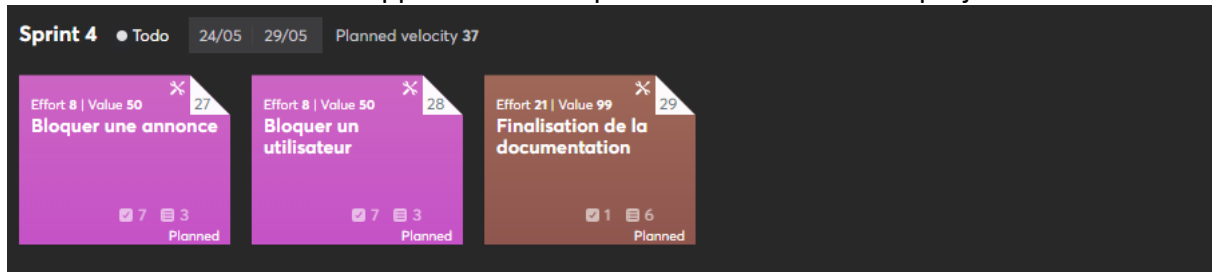 Sprint 4 Todo 24/05 29/05 Planned velocity 37
27
Effort 8 | Value 50
Bloquer une annonce
7 3
Planned
28
Effort 8 | Value 50
Bloquer un
utilisateur
7 3
Planned
29
Effort 21 | Value 99
Finalisation de la
documentation
1 6
Planned